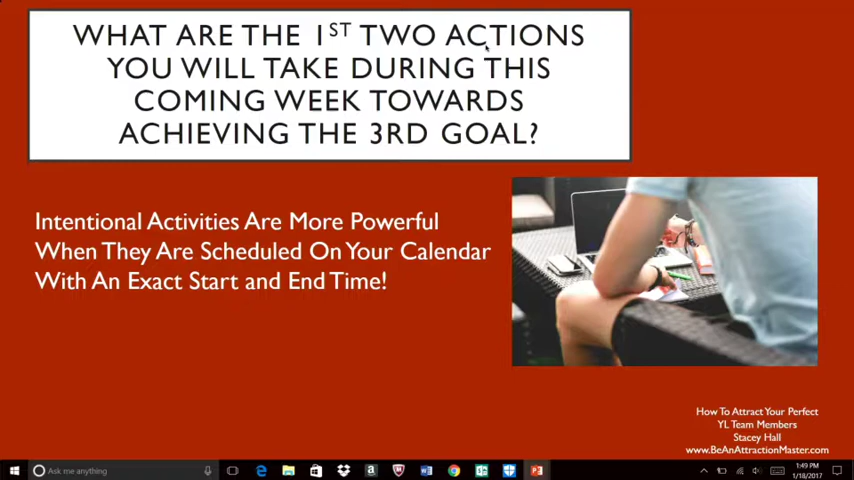 WHAT ARE THE 1ST TWO ACTIONS
YOU WILL TAKE DURING THIS
COMING WEEK TOWARDS
ACHIEVING THE 3RD GOAL?
Intentional Activities Are More Powerful
When They Are Scheduled On Your Calendar
With An Exact Start and End Time!
How To Attract Your Perfect
YL Team Members
Stacey Hall
www.BeAnAttractionMaster.com
Ask me anything
1:49 PM
1/18/2017